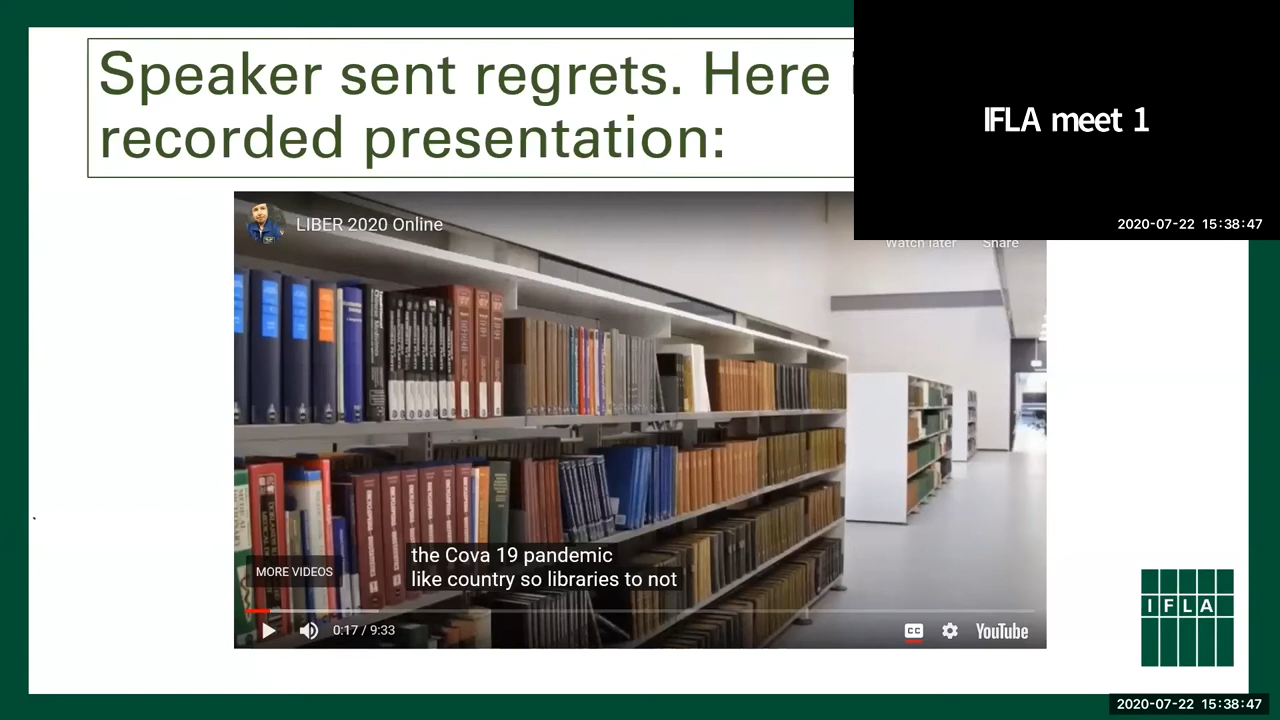 Speaker sent regrets. Here
recorded presentation:
IFLA meet 1
2020-07-22 15:38:47
LIBER 2020 Online
Watch later Share
the Cova 19 pandemic
like country so libraries to not
MORE VIDEOS
0:17 / 9:33
CC
YouTube
IFLA
2020-07-22 15:38:47